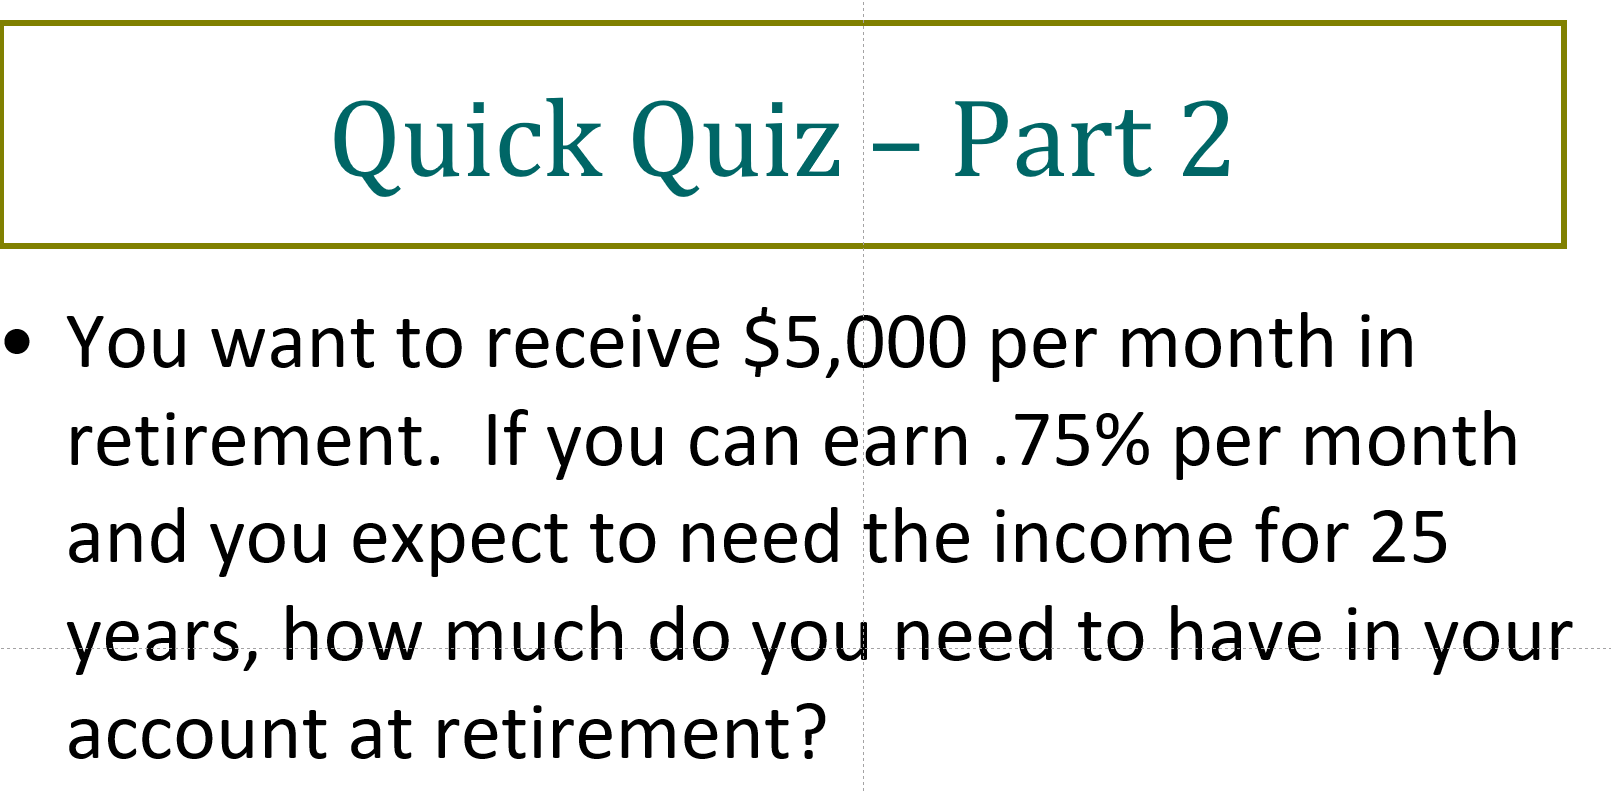 Quick Quiz – Part 2
• You want to receive $5,000 per month in
retirement.  If you can earn .75% per month
and you expect to need the income for 25
years, how much do you need to have in your
account at retirement?